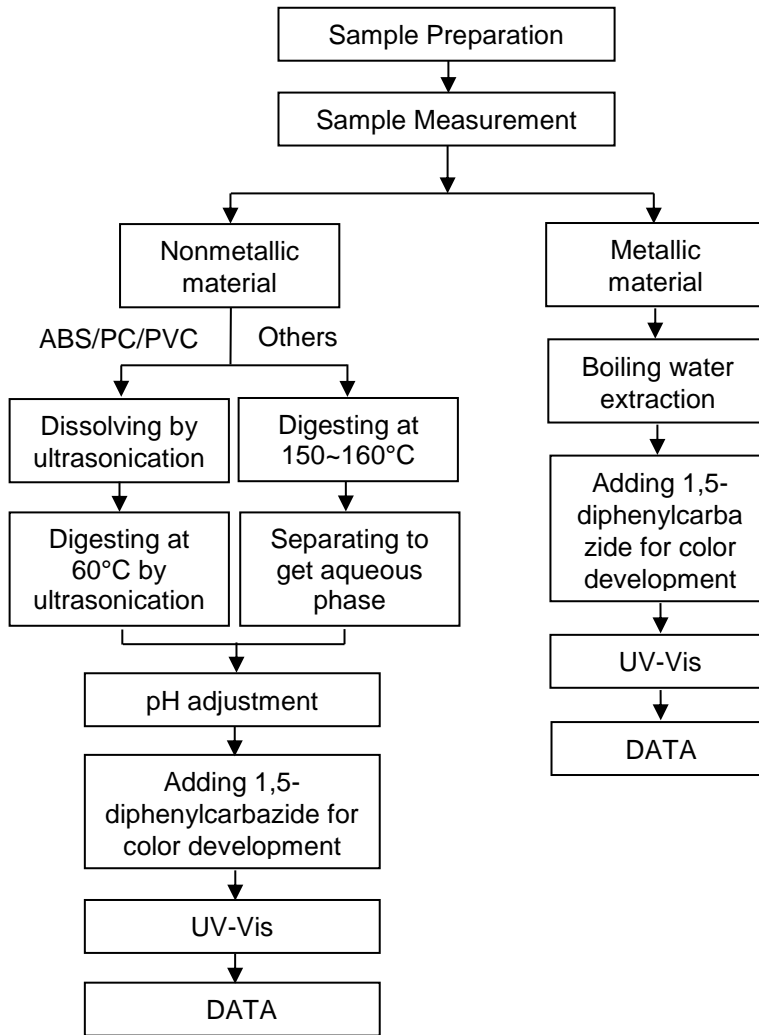 Sample Preparation
Sample Measurement
Nonmetallic
material
Metallic
material
ABS/PC/PVC
Others
Boiling water
extraction
Dissolving by
ultrasonication
Digesting at
150~160°C
Adding 1,5-
diphenylcarba
zide for color
development
Digesting at
60°C by
ultrasonication
Separating to
get aqueous
phase
UV-Vis
pH adjustment
DATA
Adding 1,5-
diphenylcarbazide for
color development
UV-Vis
DATA